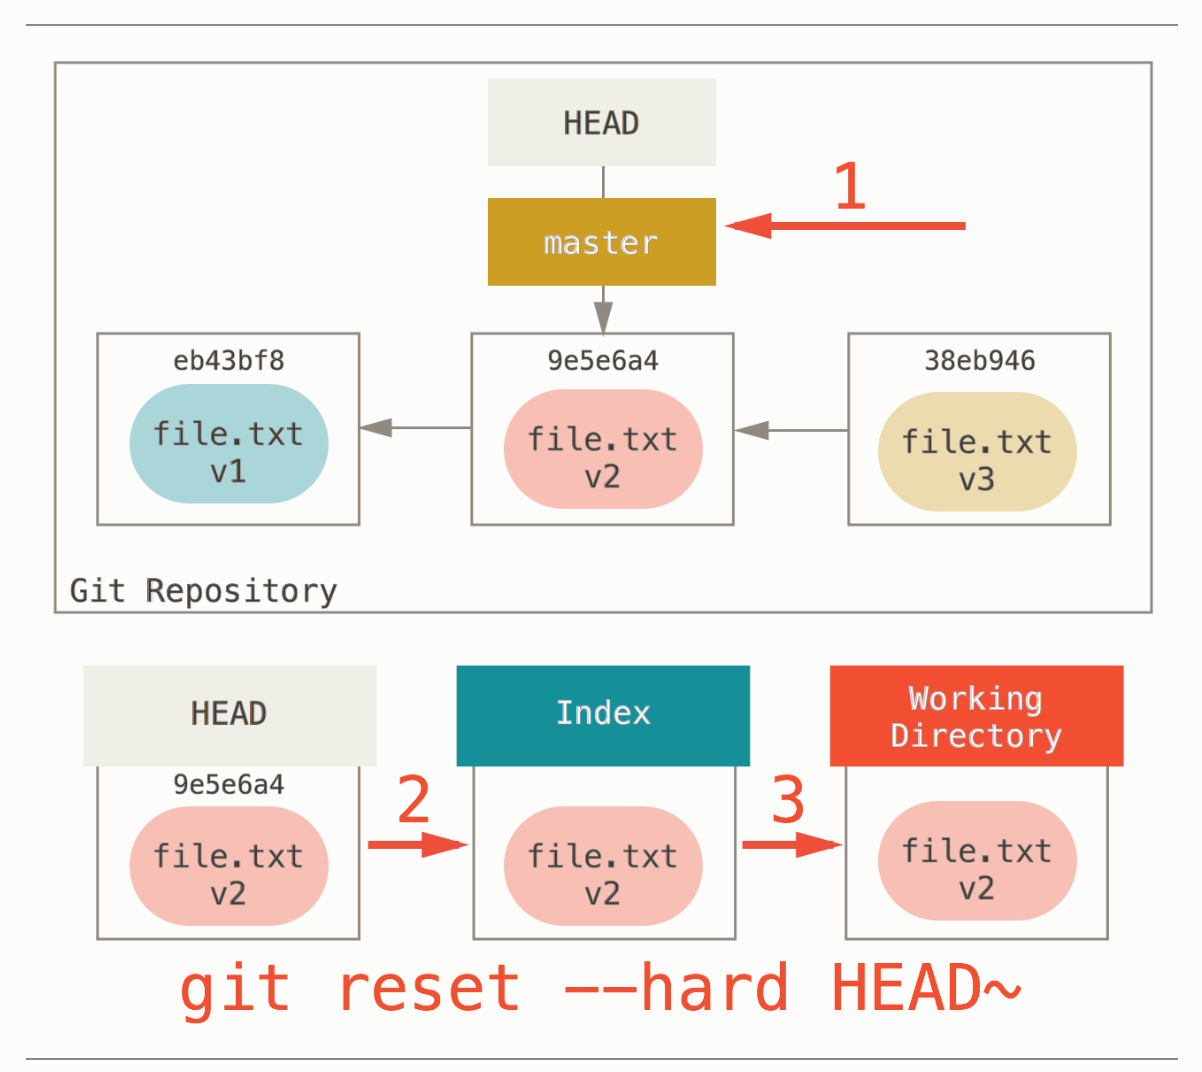 HEAD
1
master
eb43bf8
9e5e6a4
38eb946
file.txt
v1
file.txt
v2
file.txt
v3
Git Repository
HEAD
Index
Working
Directory
9e5e6a4
2
3
file.txt
v2
file.txt
v2
file.txt
v2
git reset --hard HEAD~